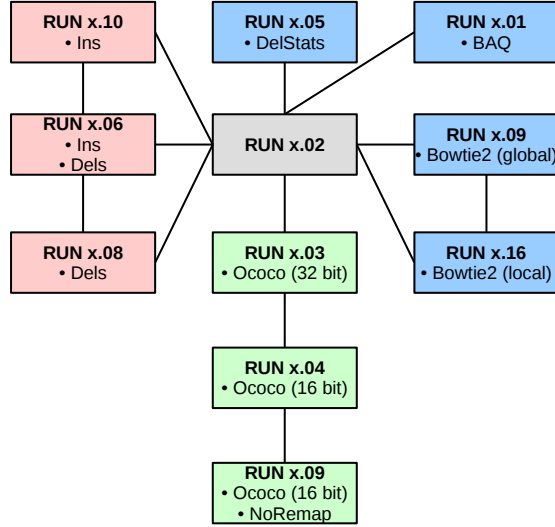 RUN x.10
• Ins
RUN x.05
• DelStats
RUN x.01
• BAQ
RUN x.06
• Ins
• Dels
RUN x.02
RUN x.09
• Bowtie2 (global)
RUN x.08
• Dels
RUN x.03
• Ococo (32 bit)
RUN x.16
• Bowtie2 (local)
RUN x.04
• Ococo (16 bit)
RUN x.09
• Ococo (16 bit)
• NoRemap